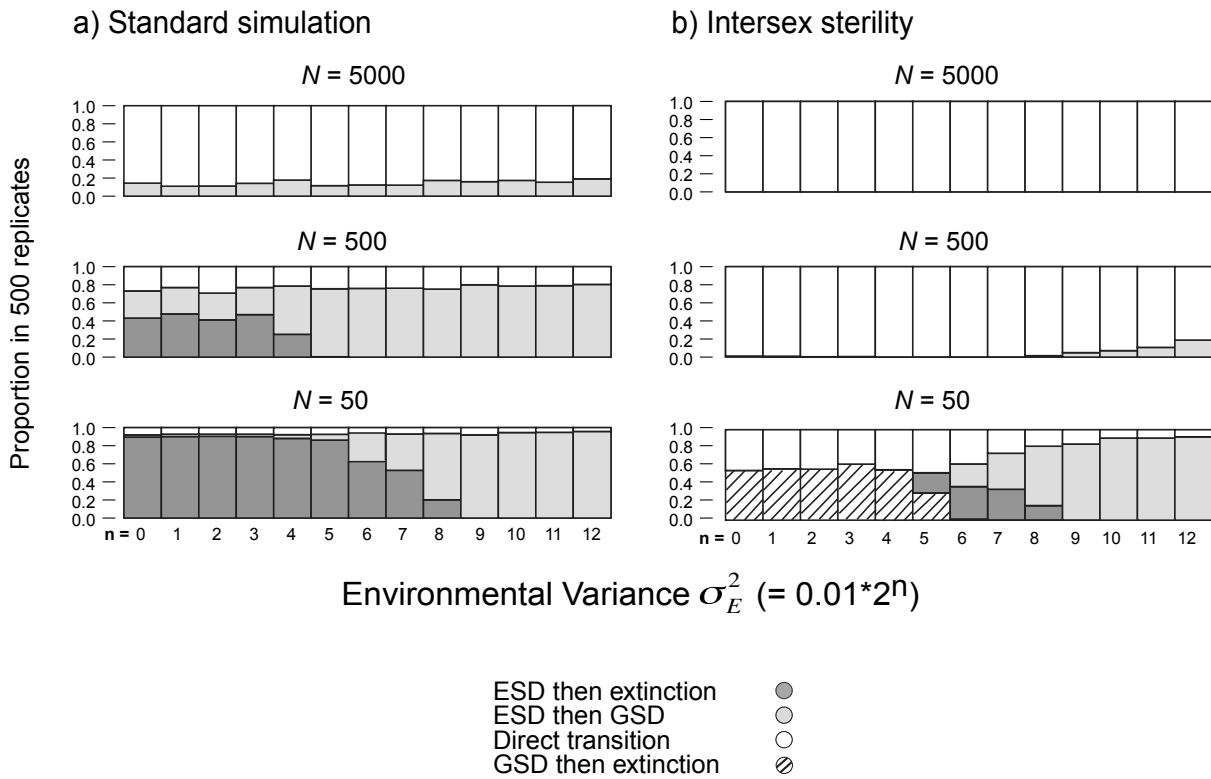 a) Standard simulation
b) Intersex sterility
Proportion in 500 replicates
N = 5000
1.0
0.8
0.6
0.4
0.2
0.0
N = 500
1.0
0.8
0.6
0.4
0.2
0.0
N = 50
1.0
0.8
0.6
0.4
0.2
0.0
n = 0 1 2 3 4 5 6 7 8 9 10 11 12
N = 5000
1.0
0.8
0.6
0.4
0.2
0.0
N = 500
1.0
0.8
0.6
0.4
0.2
0.0
N = 50
1.0
0.8
0.6
0.4
0.2
0.0
n = 0 1 2 3 4 5 6 7 8 9 10 11 12
Environmental Variance σ_E^2 (= 0.01*2^n)
ESD then extinction
ESD then GSD
Direct transition
GSD then extinction